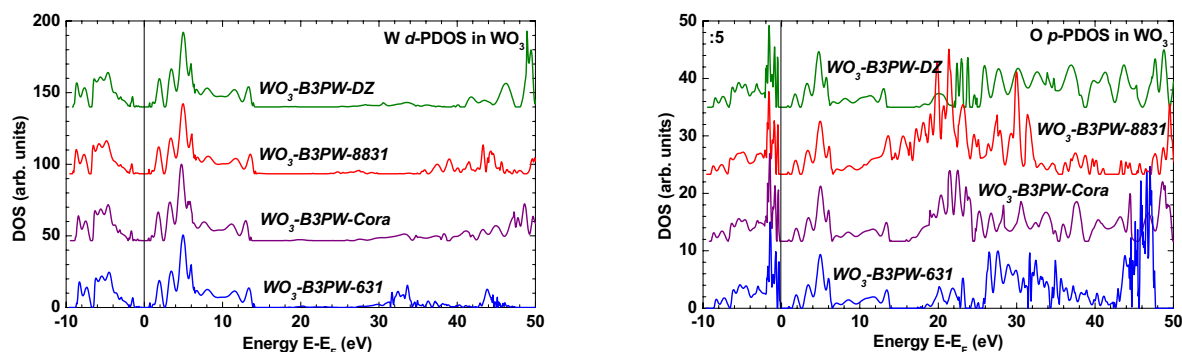 200
150
100
50
0
-10 0 10 20 30 40 50
DOS (arb. units)
Energy E-E_F (eV)
W d-PDOS in WO₃
WO₃-B3PW-DZ
WO₃-B3PW-8831
WO₃-B3PW-Cora
WO₃-B3PW-631
50
40
30
20
10
0
-10 0 10 20 30 40 50
DOS (arb. units)
Energy E-E_F (eV)
:5
O p-PDOS in WO₃
WO₃-B3PW-DZ
WO₃-B3PW-8831
WO₃-B3PW-Cora
WO₃-B3PW-631